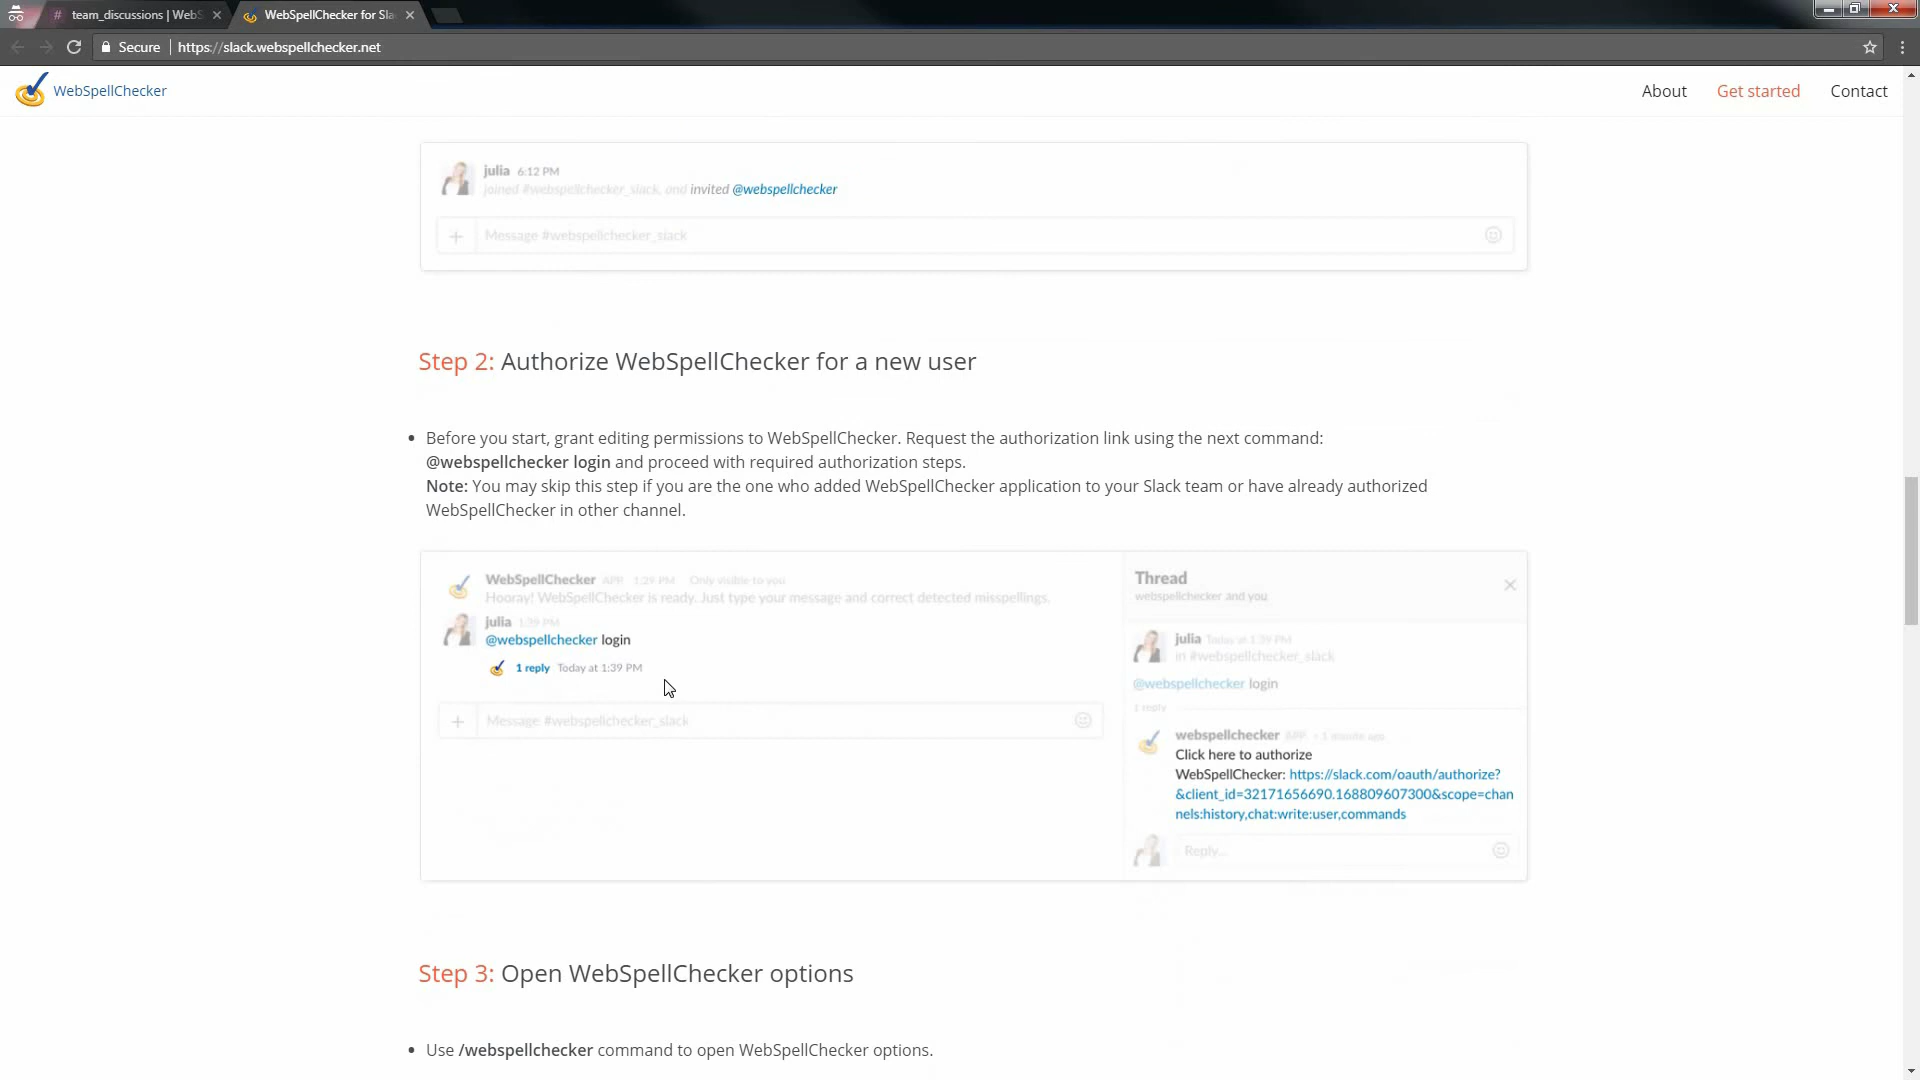 team_discussions | WebS
WebSpellChecker for Sla
Secure
https://slack.webspellchecker.net
WebSpellChecker
About
Get started
Contact
julia 6:12 PM
joined #webspellchecker_slack, and invited @webspellchecker
Message #webspellchecker_slack
Step 2: Authorize WebSpellChecker for a new user
Before you start, grant editing permissions to WebSpellChecker. Request the authorization link using the next command:
@webspellchecker login and proceed with required authorization steps.
Note: You may skip this step if you are the one who added WebSpellChecker application to your Slack team or have already authorized
WebSpellChecker in other channel.
WebSpellChecker APP 1:29 PM Only visible to you
Hooray! WebSpellChecker is ready. Just type your message and correct detected misspellings.
julia 1:39 PM
@webspellchecker login
1 reply Today at 1:39 PM
Message #webspellchecker_slack
Thread
webspellchecker and you
julia Today at 1:39 PM
in #webspellchecker_slack
@webspellchecker login
1 reply
webspellchecker APP 1 minute ago
Click here to authorize
WebSpellChecker: https://slack.com/oauth/authorize?
&client_id=32171656690.168809607300&scope=chan
nels:history,chat:write:user,commands
Reply...
Step 3: Open WebSpellChecker options
Use /webspellchecker command to open WebSpellChecker options.